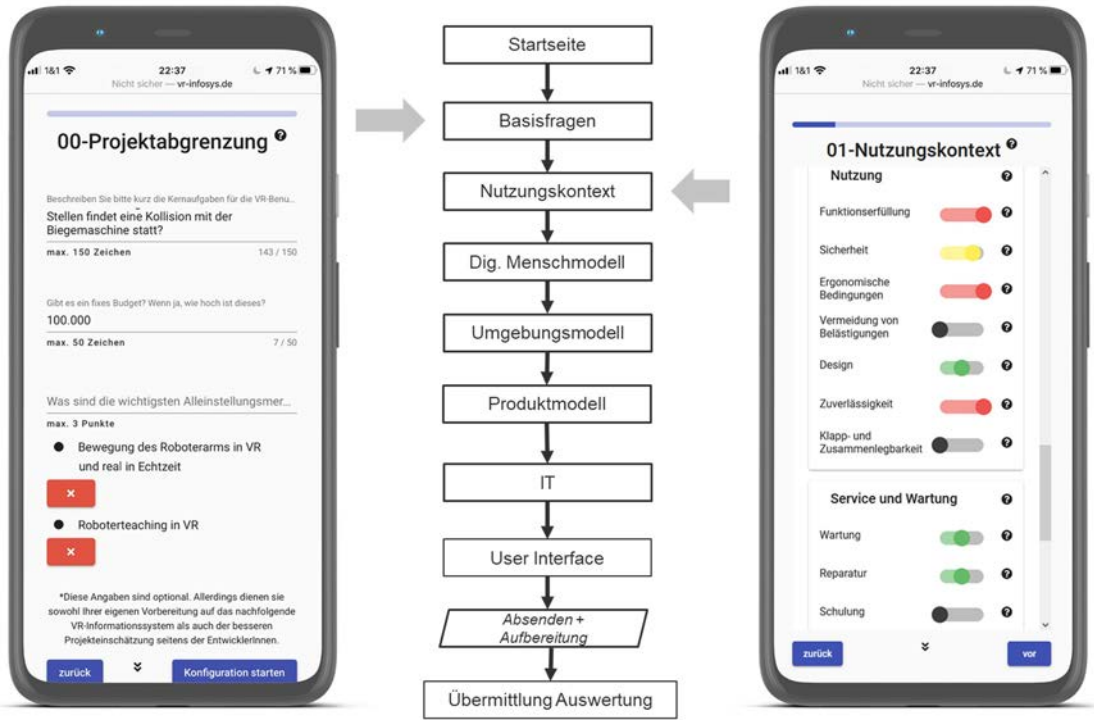 1&1
22:37
71 %
Nicht sicher — vr-infosys.de
00-Projektabgrenzung ?
Beschreiben Sie bitte kurz die Kernaufgaben für die VR-Benu...
Stellen findet eine Kollision mit der
Biegemaschine statt?
max. 150 Zeichen 143 / 150
Gibt es ein fixes Budget? Wenn ja, wie hoch ist dieses?
100.000
max. 50 Zeichen 7 / 50
Was sind die wichtigsten Alleinstellungsmer...
max. 3 Punkte
● Bewegung des Roboterarms in VR
und real in Echtzeit
×
● Roboterteaching in VR
×
*Diese Angaben sind optional. Allerdings dienen sie
sowohl Ihrer eigenen Vorbereitung auf das nachfolgende
VR-Informationssystem als auch der besseren
Projekteinschätzung seitens der EntwicklerInnen.
zurück
Konfiguration starten
Startseite
Basisfragen
Nutzungskontext
Dig. Menschmodell
Umgebungsmodell
Produktmodell
IT
User Interface
Absenden +
Aufbereitung
Übermittlung Auswertung
1&1
22:37
71 %
Nicht sicher — vr-infosys.de
01-Nutzungskontext ?
Nutzung ?
Funktionserfüllung ?
Sicherheit ?
Ergonomische
Bedingungen ?
Vermeidung von
Belästigungen ?
Design ?
Zuverlässigkeit ?
Klapp- und
Zusammenlegbarkeit ?
Service und Wartung ?
Wartung ?
Reparatur ?
Schulung ?
zurück
vor